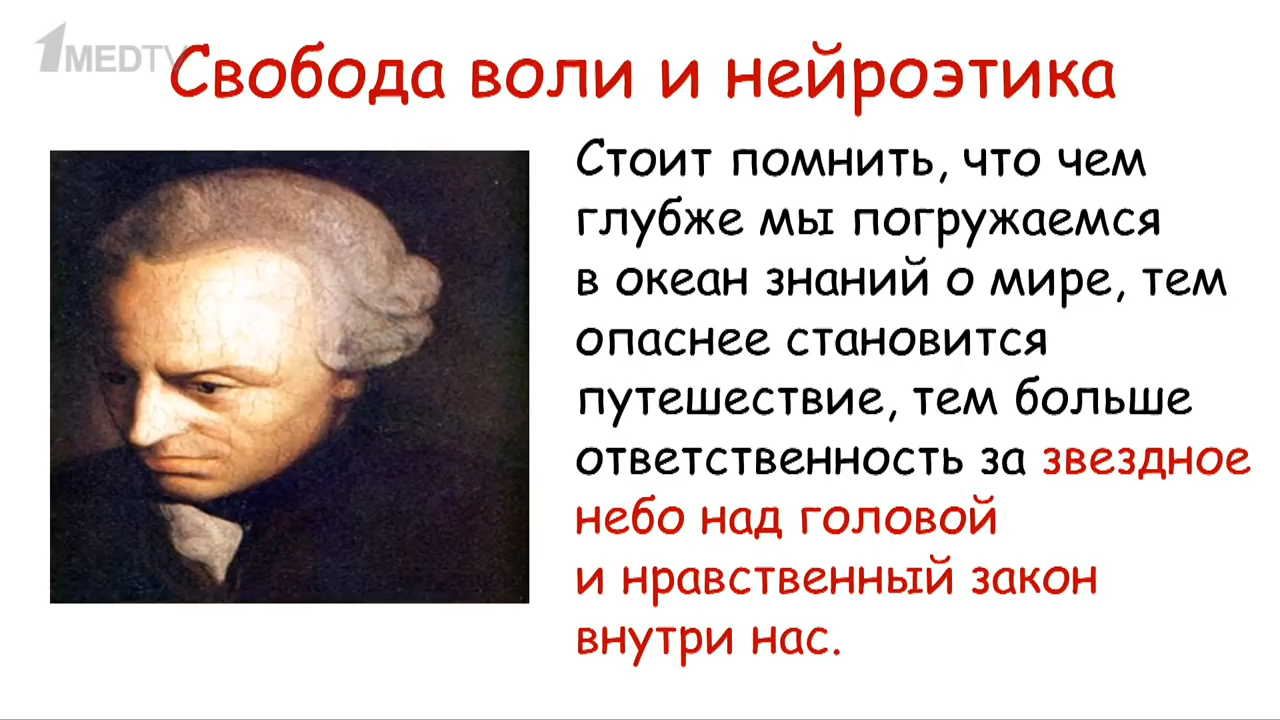 1MEDTV
Свобода воли и нейроэтика
Стоит помнить, что чем
глубже мы погружаемся
в океан знаний о мире, тем
опаснее становится
путешествие, тем больше
ответственность за звездное
небо над головой
и нравственный закон
внутри нас.